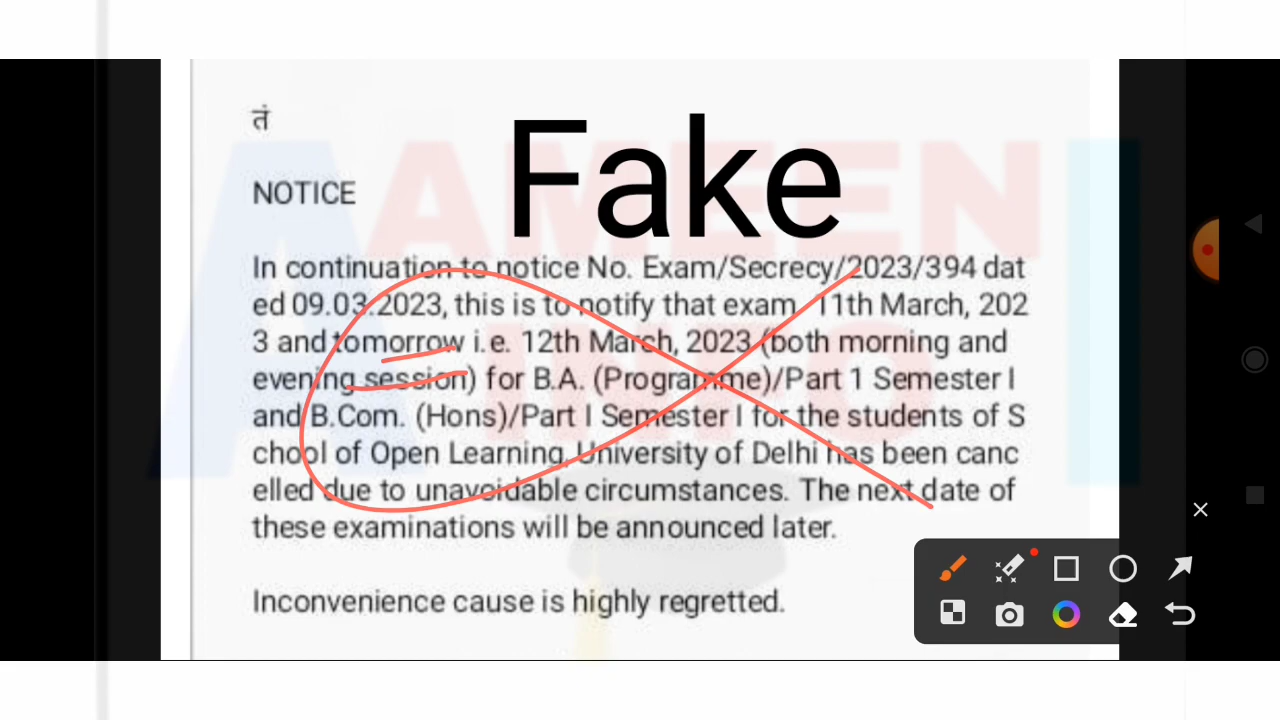 तं
Fake
NOTICE
In continuation to notice No. Exam/Secrecy/2023/394 dat
ed 09.03.2023, this is to notify that exam 11th March, 202
3 and tomorrow i.e. 12th March, 2023 (both morning and
evening session) for B.A. (Programme)/Part 1 Semester I
and B.Com. (Hons)/Part I Semester I for the students of S
chool of Open Learning, University of Delhi has been canc
elled due to unavoidable circumstances. The next date of
these examinations will be announced later.
Inconvenience cause is highly regretted.
AMEEN
INFO